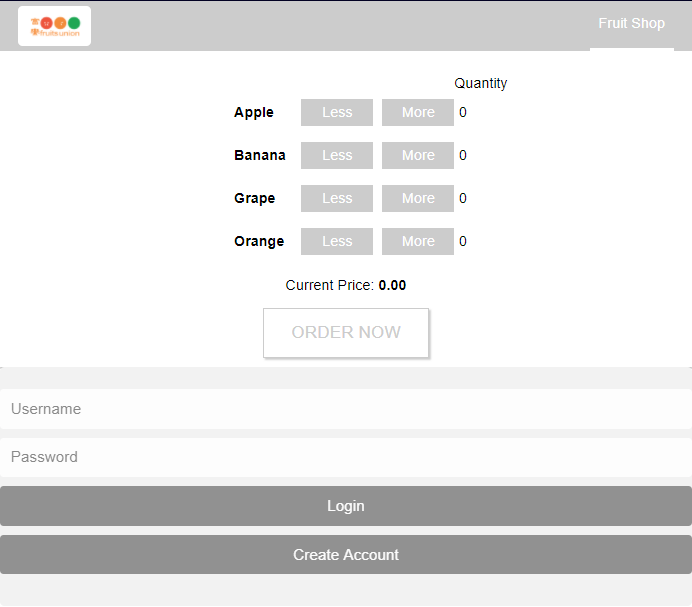 fruitsunion
Fruit Shop
Quantity
Apple Less More 0
Banana Less More 0
Grape Less More 0
Orange Less More 0
Current Price: 0.00
ORDER NOW
Username
Password
Login
Create Account